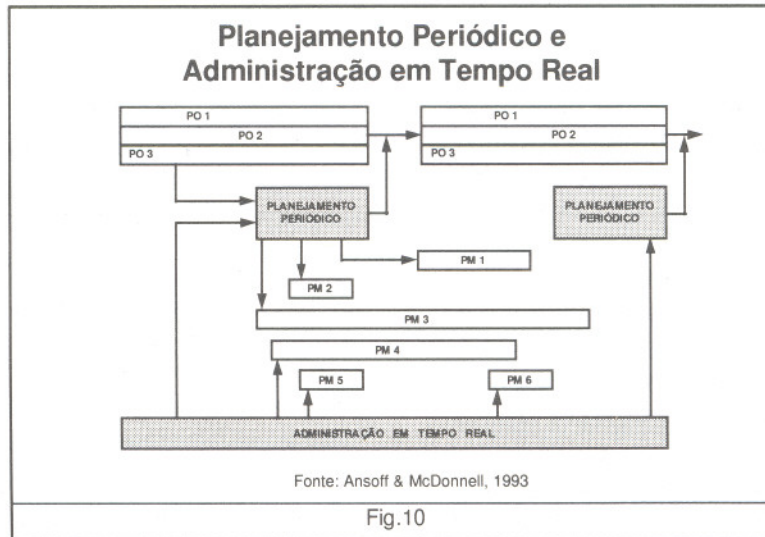 Planejamento Periódico e
Administração em Tempo Real
PO 1
PO 2
PO 3
PO 1
PO 2
PO 3
PLANEJAMENTO
PERIÓDICO
PLANEJAMENTO
PERIÓDICO
PM 1
PM 2
PM 3
PM 4
PM 5
PM 6
ADMINISTRAÇÃO EM TEMPO REAL
Fonte: Ansoff & McDonnell, 1993
Fig.10